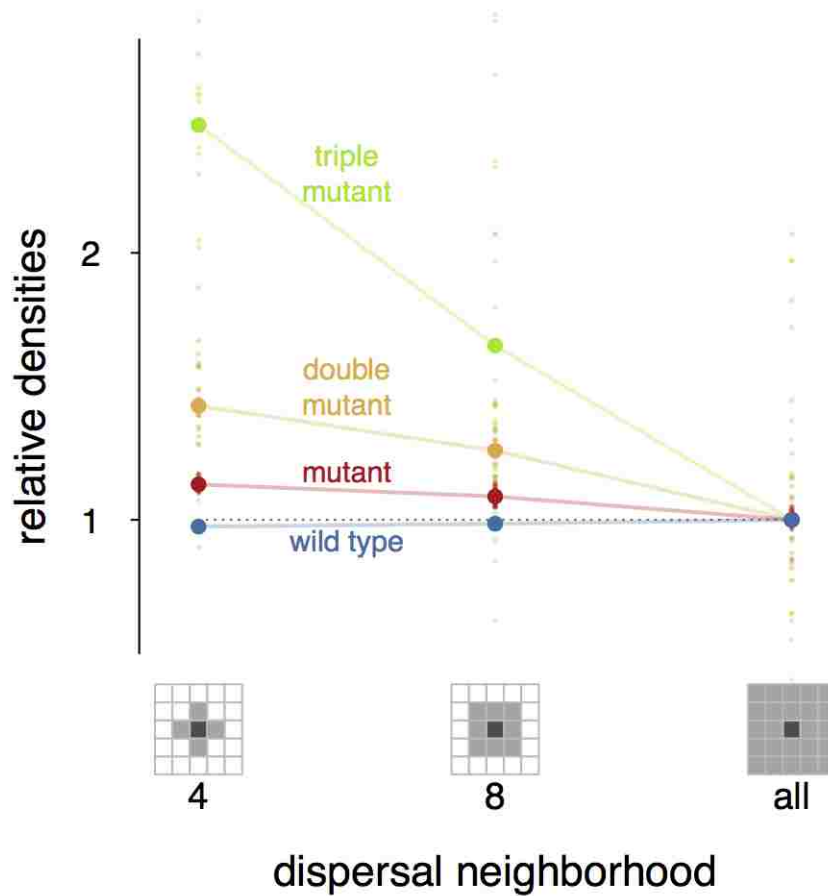 triple
mutant
2
double
mutant
mutant
1
wild type
relative densities
4
8
all
dispersal neighborhood